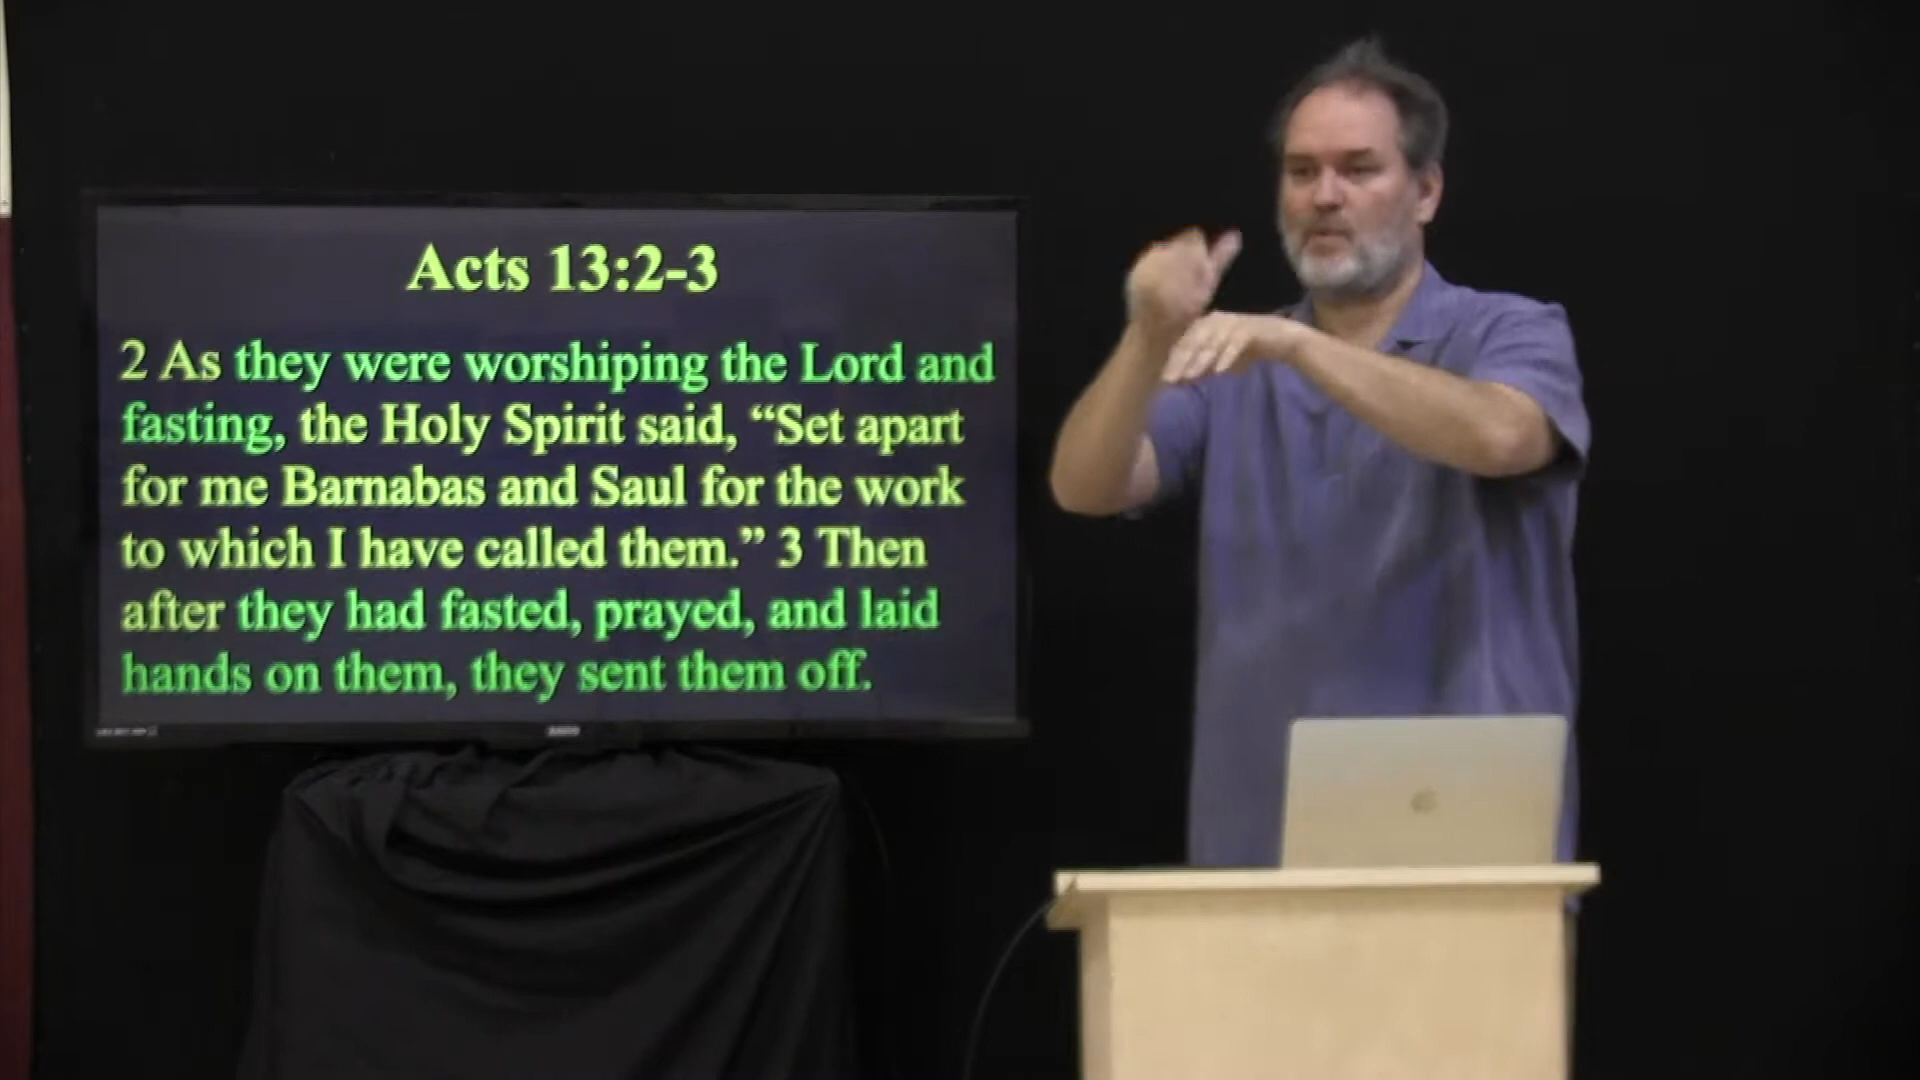 Acts 13:2-3
2 As they were worshiping the Lord and
fasting, the Holy Spirit said, “Set apart
for me Barnabas and Saul for the work
to which I have called them.” 3 Then
after they had fasted, prayed, and laid
hands on them, they sent them off.